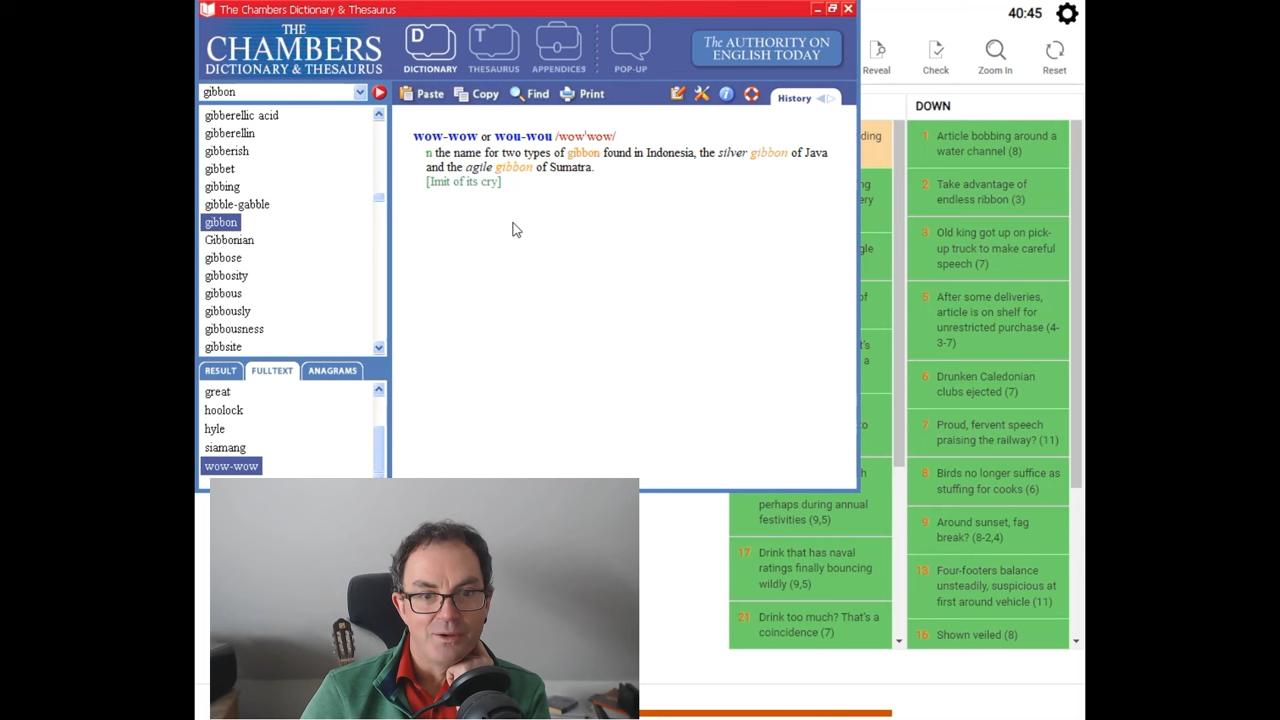 The Chambers Dictionary & Thesaurus
THE
CHAMBERS
DICTIONARY & THESAURUS
D
DICTIONARY
T
THESAURUS
APPENDICES
POP-UP
The AUTHORITY ON
ENGLISH TODAY
gibbon
Paste
Copy
Find
Print
History
gibberellic acid
gibberellin
gibberish
gibbet
gibbing
gibble-gabble
gibbon
Gibbonian
gibbose
gibbosity
gibbous
gibbously
gibbousness
gibbsite
RESULT
FULLTEXT
ANAGRAMS
great
hoolock
hyle
siamang
wow-wow
wow-wow or wou-wou /wow'wow/
n the name for two types of gibbon found in Indonesia, the silver gibbon of Java
and the agile gibbon of Sumatra.
[Imit of its cry]
40:45
Reveal
Check
Zoom In
Reset
perhaps during annual
festivities (9,5)
17 Drink that has naval
ratings finally bouncing
wildly (9,5)
21 Drink too much? That's a
coincidence (7)
DOWN
1 Article bobbing around a
water channel (8)
2 Take advantage of
endless ribbon (3)
3 Old king got up on pick-
up truck to make careful
speech (7)
5 After some deliveries,
article is on shelf for
unrestricted purchase (4-
3-7)
6 Drunken Caledonian
clubs ejected (7)
7 Proud, fervent speech
praising the railway? (11)
8 Birds no longer suffice as
stuffing for cooks (6)
9 Around sunset, fag
break? (8-2,4)
13 Four-footers balance
unsteadily, suspicious at
first around vehicle (11)
16 Shown veiled (8)